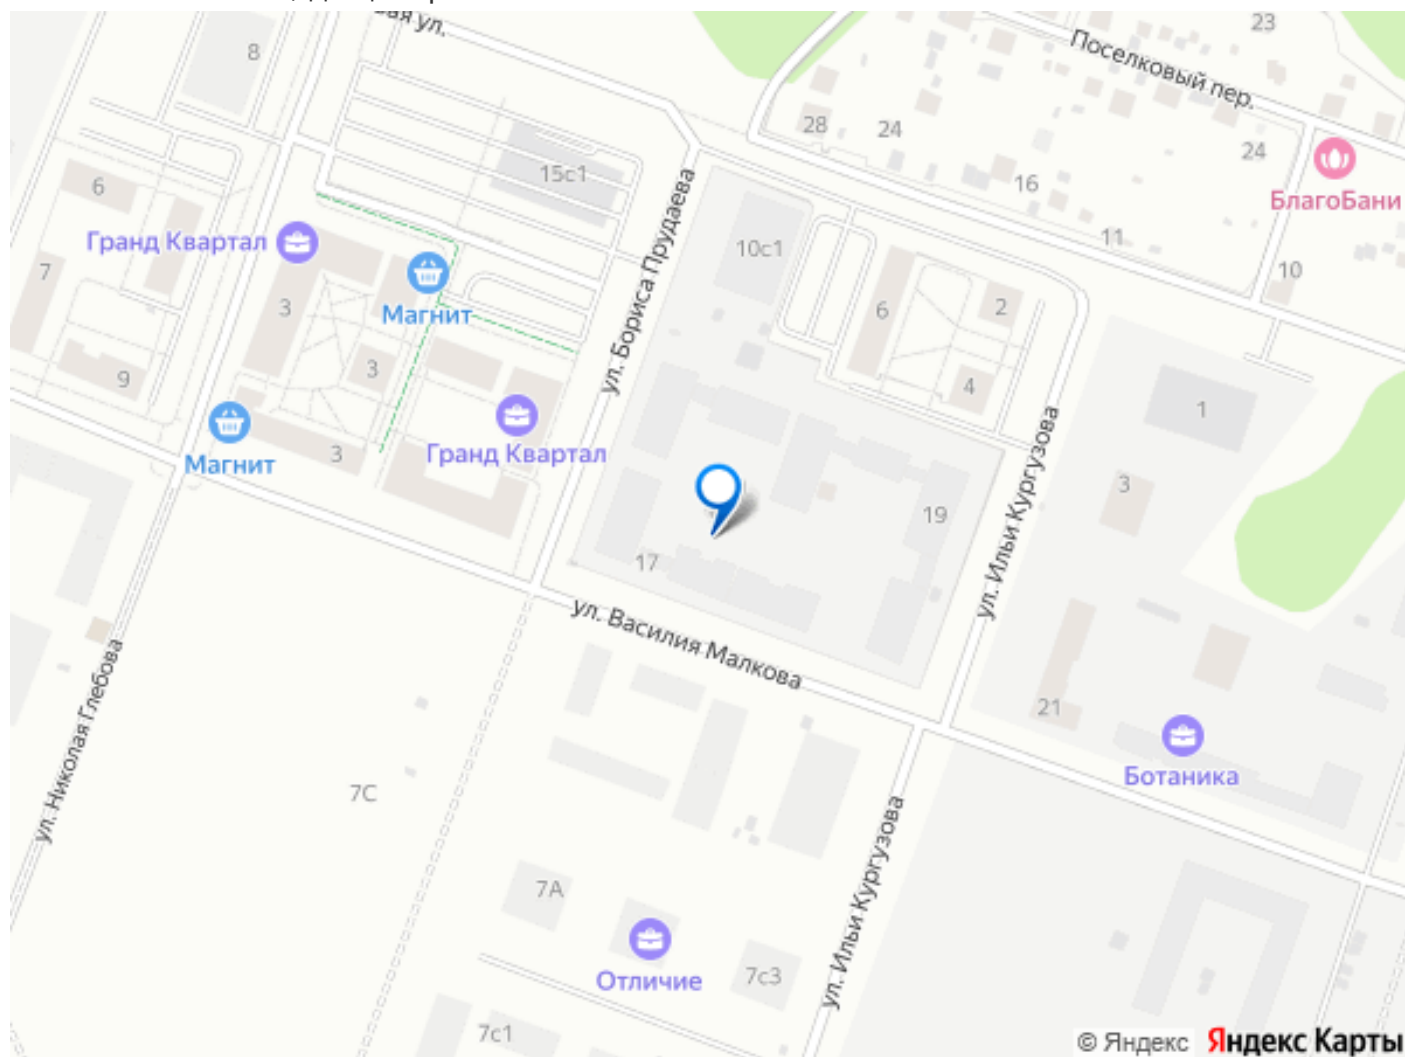 ул.
23
8
Поселковый пер.
28
24
24
15с1
16
БлагоБани
6
ул. Бориса Прудаева
11
Гранд Квартал
10с1
7
10
Магнит
3
6
2
3
4
9
1
Гранд Квартал
Магнит
3
3
19
ул. Ильи Кургузова
17
ул. Василия Малкова
ул. Николая Глебова
21
Ботаника
7С
ул. Ильи Кургузова
7А
Отличие
7с3
7с1
© Яндекс Яндекс Карты